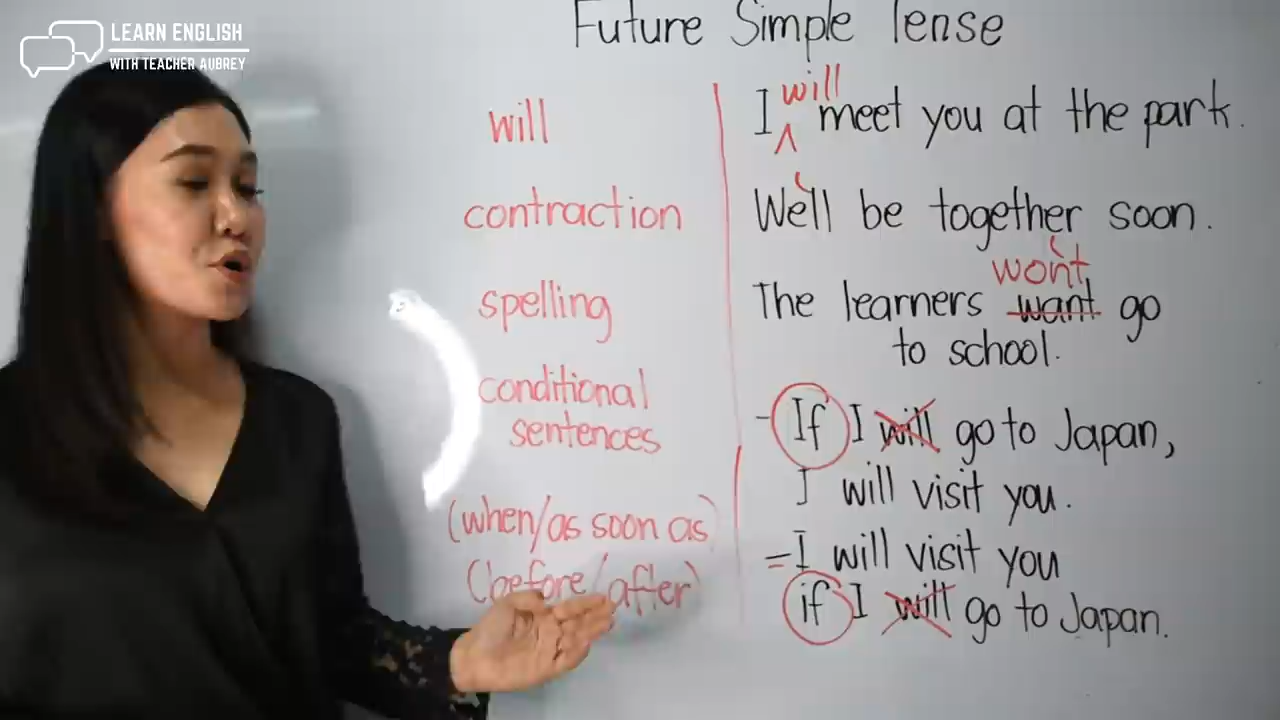 LEARN ENGLISH
WITH TEACHER AUBREY
Future Simple Tense
will
contraction
spelling
conditional
sentences
(when/as soon as)
(before/after)
will
I ^ meet you at the park.
We'll be together soon.
won't
The learners want go
to school.
- If I will go to Japan,
I will visit you.
= I will visit you
if I will go to Japan.